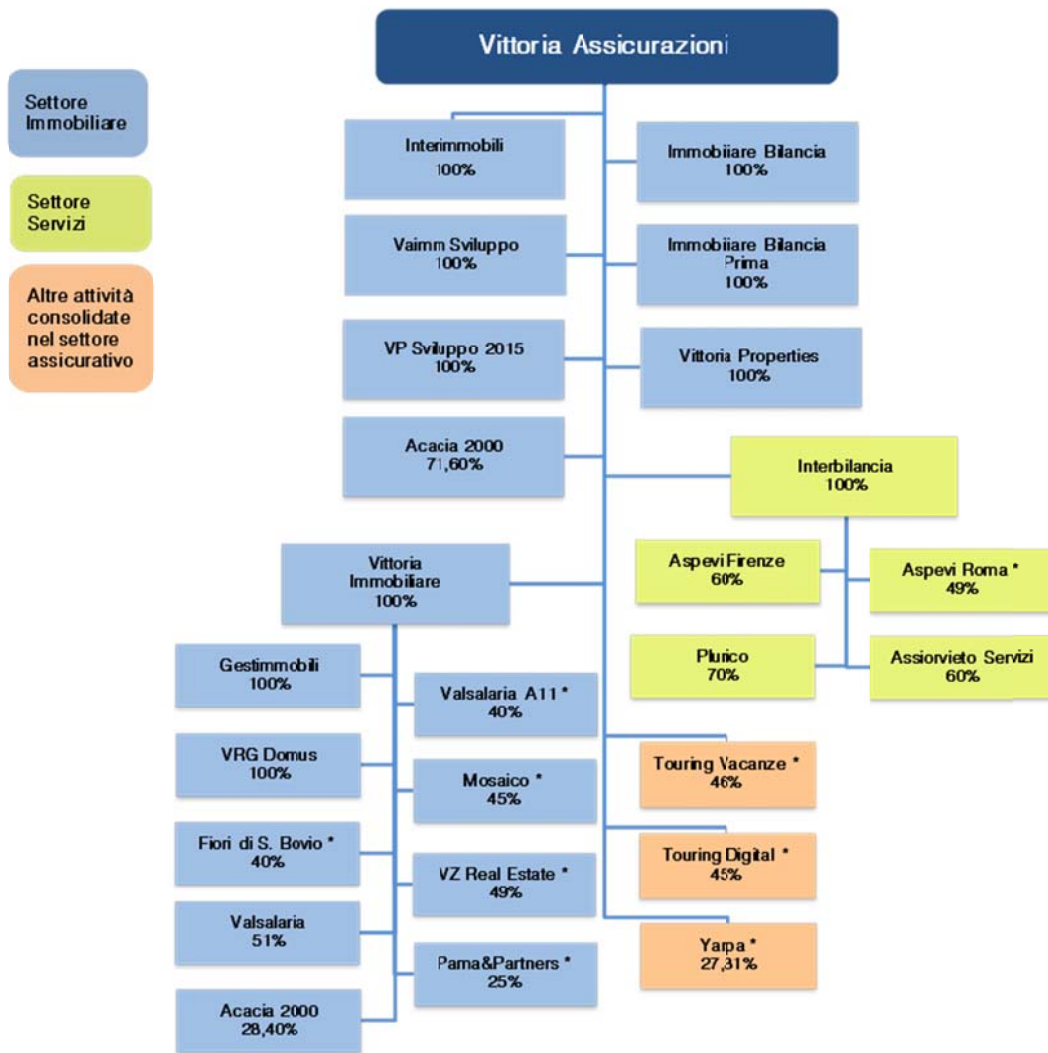 Vittoria Assicurazioni
Settore
Immobiliare
Settore
Servizi
Altre attività
consolidate
nel settore
assicurativo
Interimmobili
100%
Immobiiare Bilancia
100%
Vaimm Sviluppo
100%
Immobiiare Bilancia
Prima
100%
VP Sviluppo 2015
100%
Vittoria Properties
100%
Acacia 2000
71,60%
Interbilancia
100%
Aspevi Firenze
60%
Aspevi Roma *
49%
Plurico
70%
Assiorvieto Servizi
60%
Vittoria
Immobiliare
100%
Gestimmobili
100%
Valsalaria A11 *
40%
VRG Domus
100%
Mosaico *
45%
Fiori di S. Bovio *
40%
VZ Real Estate *
49%
Valsalaria
51%
Pama&Partners *
25%
Acacia 2000
28,40%
Touring Vacanze *
46%
Touring Digital *
45%
Yarpa *
27,31%